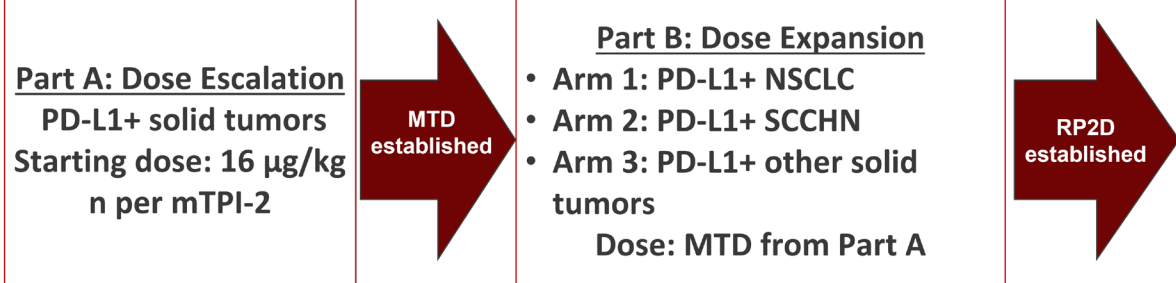 Part A: Dose Escalation
PD-L1+ solid tumors
Starting dose: 16 µg/kg
n per mTPI-2
MTD
established
Part B: Dose Expansion
• Arm 1: PD-L1+ NSCLC
• Arm 2: PD-L1+ SCCHN
• Arm 3: PD-L1+ other solid
tumors
Dose: MTD from Part A
RP2D
established